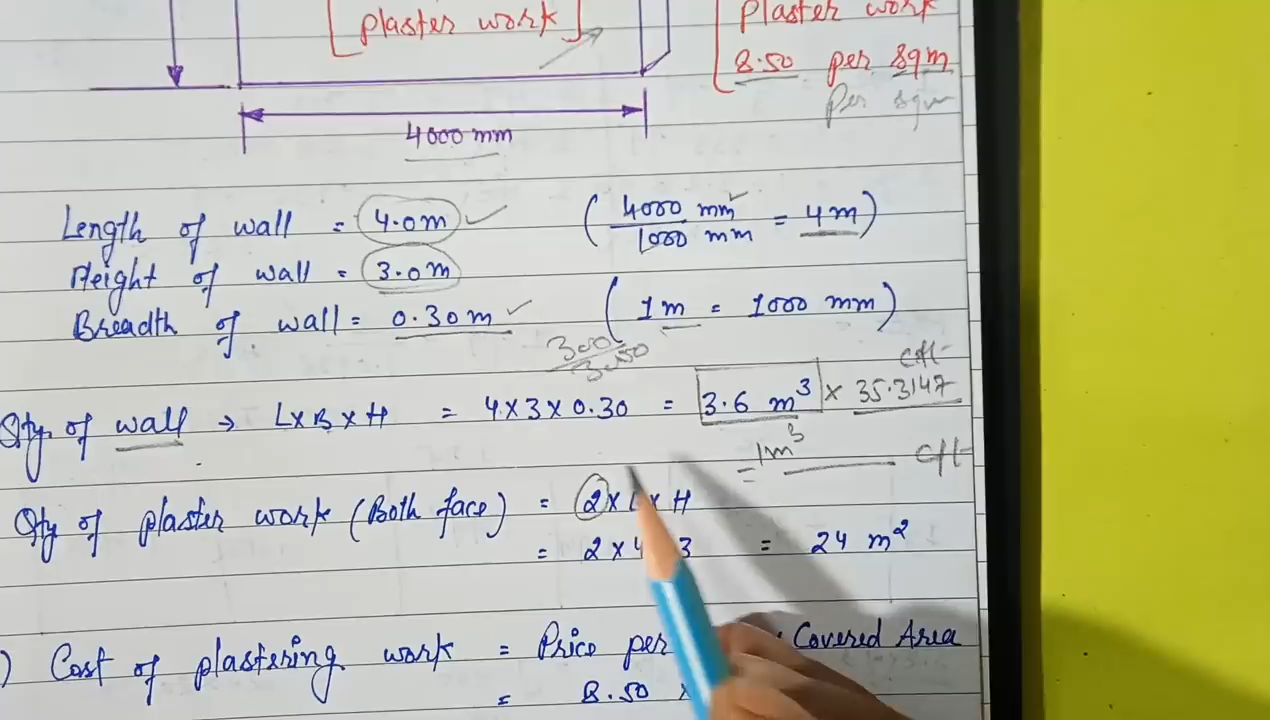 [plaster work]
plaster work
8.50 per sqm
Per sqm
4000 mm
Length of wall = 4.0m (4000 mm / 1000 mm = 4m)
Height of wall = 3.0m
Breadth of wall = 0.30m (1m = 1000 mm)
300
cft
Qty. of wall → L×B×H = 4×3×0.30 = 3.6 m³ × 35.3147
= 1m³ cft
Qty of plaster work (Both face) = 2×L×H
= 2×4×3 = 24 m²
) Cost of plastering work = Price per Covered Area
= 8.50 ×